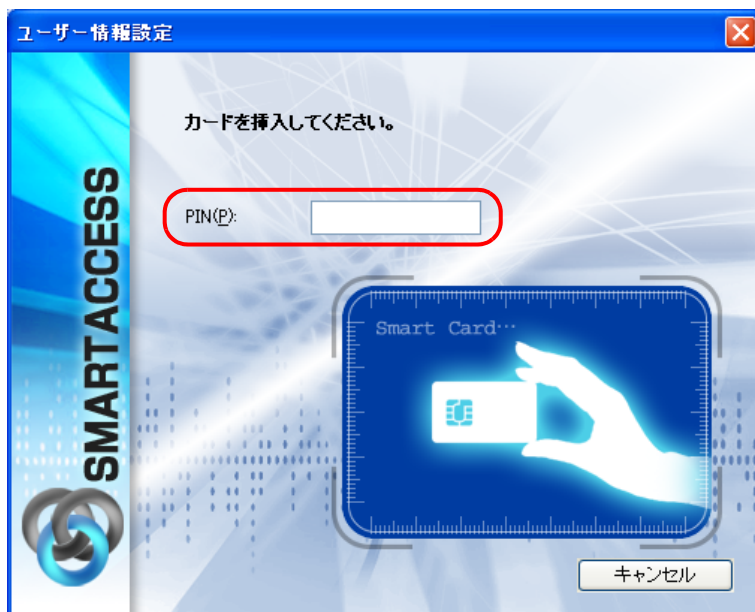 ユーザー情報設定
カードを挿入してください。
PIN(P):
SMARTACCESS
Smart Card…
キャンセル